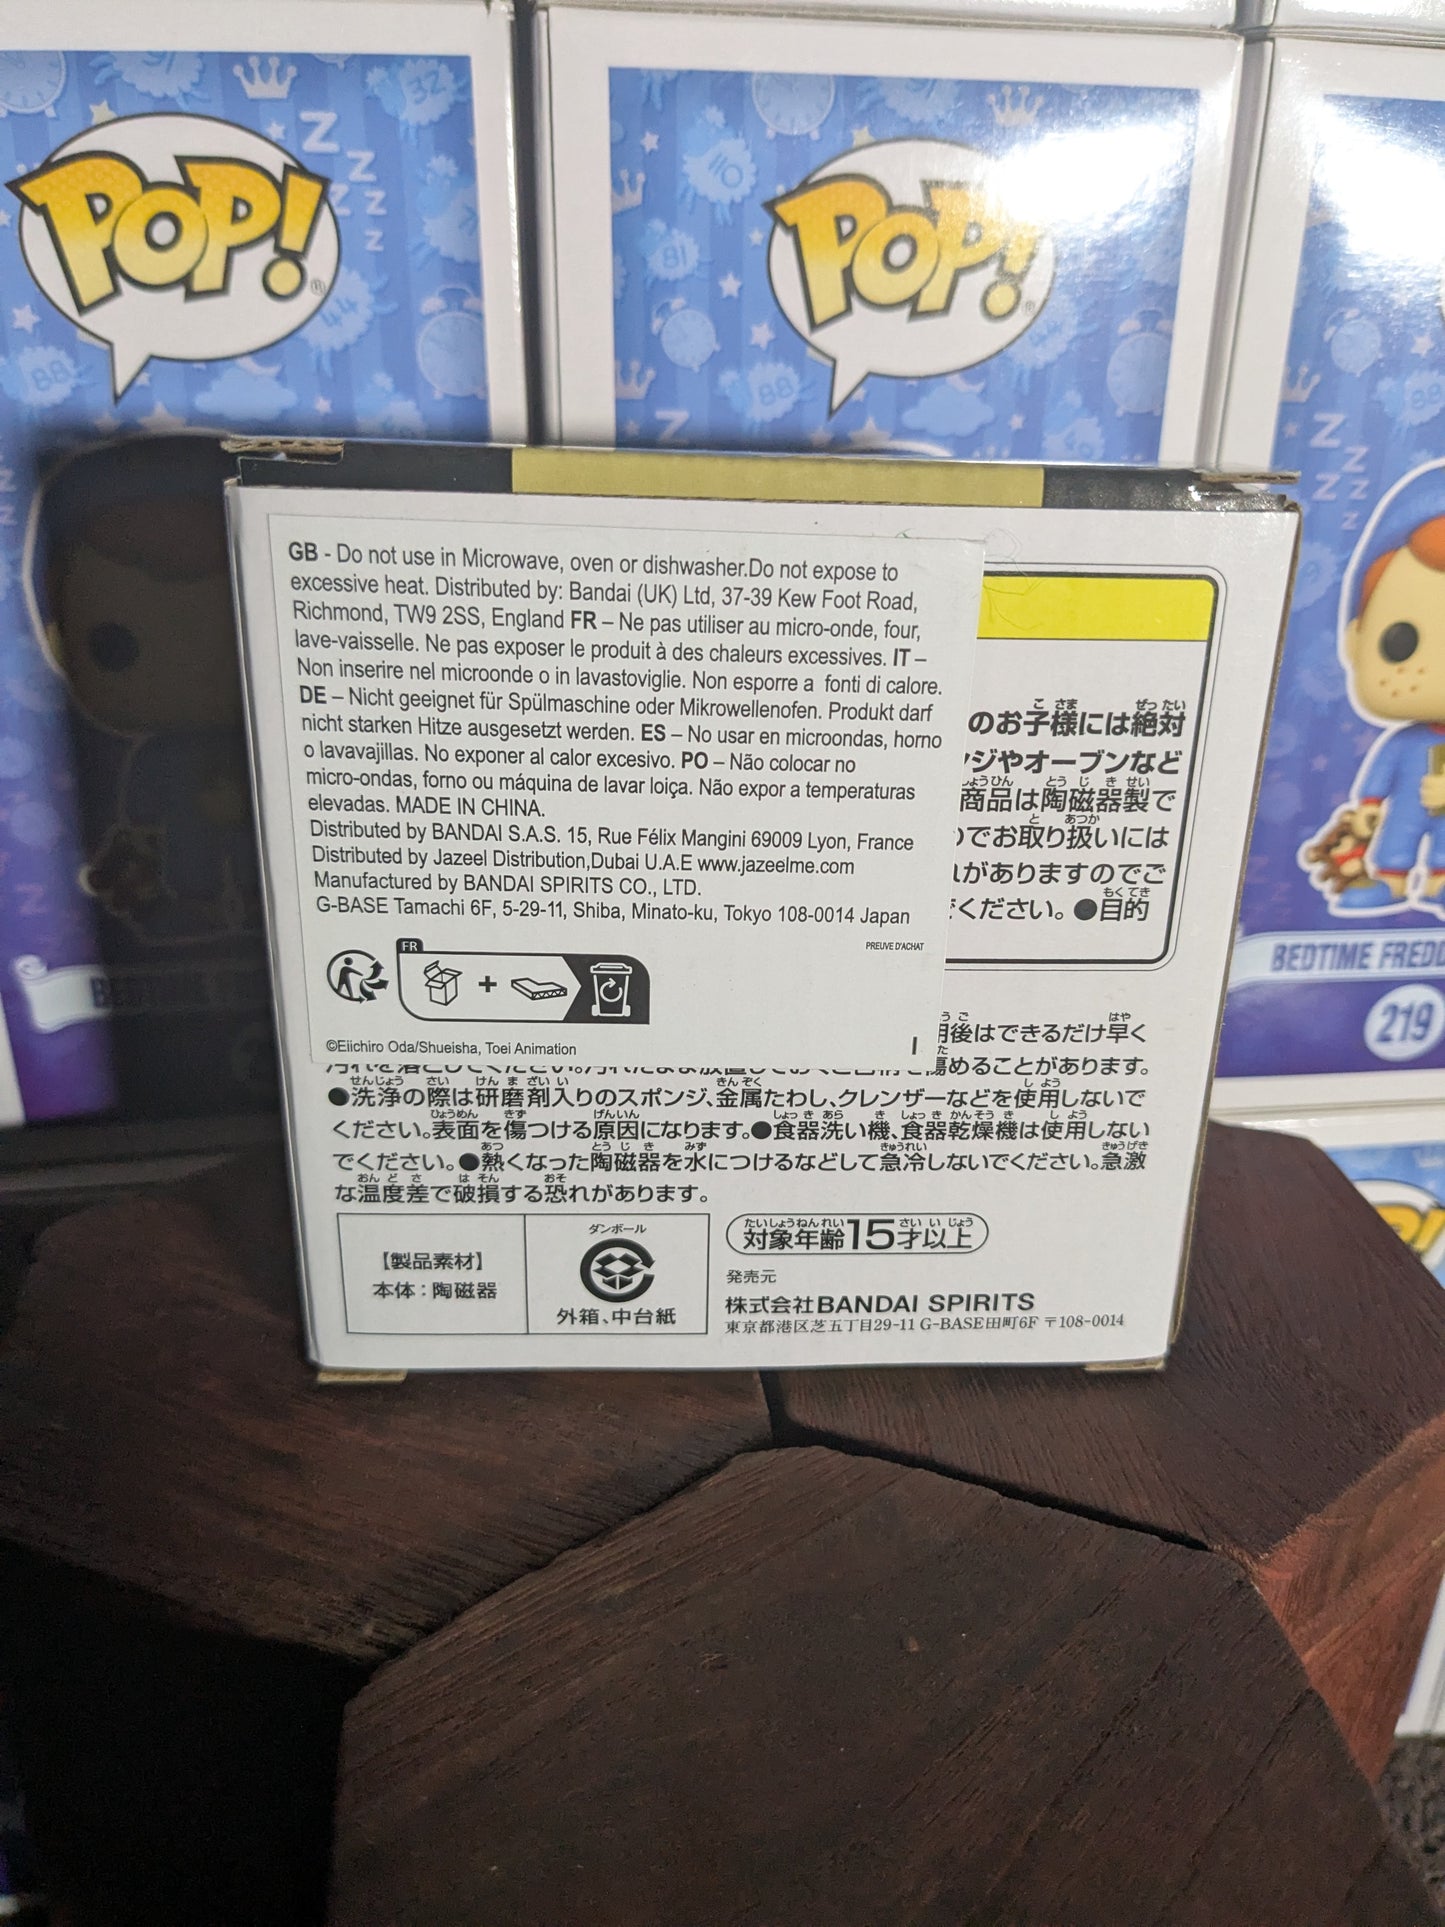 POP!
POP!
GB - Do not use in Microwave, oven or dishwasher.Do not expose to
excessive heat. Distributed by: Bandai (UK) Ltd, 37-39 Kew Foot Road,
Richmond, TW9 2SS, England FR – Ne pas utiliser au micro-onde, four,
lave-vaisselle. Ne pas exposer le produit à des chaleurs excessives. IT –
Non inserire nel microonde o in lavastoviglie. Non esporre a fonti di calore.
DE – Nicht geeignet für Spülmaschine oder Mikrowellenofen. Produkt darf
nicht starken Hitze ausgesetzt werden. ES – No usar en microondas, horno
o lavavajillas. No exponer al calor excesivo. PO – Não colocar no
micro-ondas, forno ou máquina de lavar loiça. Não expor a temperaturas
elevadas. MADE IN CHINA.
Distributed by BANDAI S.A.S. 15, Rue Félix Mangini 69009 Lyon, France
Distributed by Jazeel Distribution,Dubai U.A.E www.jazeelme.com
Manufactured by BANDAI SPIRITS CO., LTD.
G-BASE Tamachi 6F, 5-29-11, Shiba, Minato-ku, Tokyo 108-0014 Japan
PREUVE D'ACHAT
FR
+
©Eiichiro Oda/Shueisha, Toei Animation
のお子様には絶対
ジやオーブンなど
商品は陶磁器製で
でお取り扱いには
がありますのでご
ください。●目的
後はできるだけ早く
傷めることがあります。
●洗浄の際は研磨剤入りのスポンジ、金属たわし、クレンザーなどを使用しないで
ください。表面を傷つける原因になります。●食器洗い機、食器乾燥機は使用しない
でください。●熱くなった陶磁器を水につけるなどして急冷しないでください。急激
な温度差で破損する恐れがあります。
【製品素材】
本体：陶磁器
ダンボール
外箱、中台紙
対象年齢15才以上
発売元
株式会社BANDAI SPIRITS
東京都港区芝五丁目29-11 G-BASE田町6F 〒108-0014
BEDTIME FREDD
219